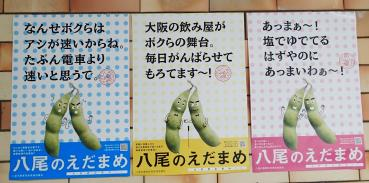 なんせボクらは
アシが速いからね。
たぶん電車より
速いと思うで。
八尾のえだまめ
大阪の飲み屋が
ボクらの舞台。
毎日がんばらせて
もろてます〜!
八尾のえだまめ
あっまぁ〜!
塩でゆでてる
はずやのに
あっまいわぁ〜!
八尾のえだまめ